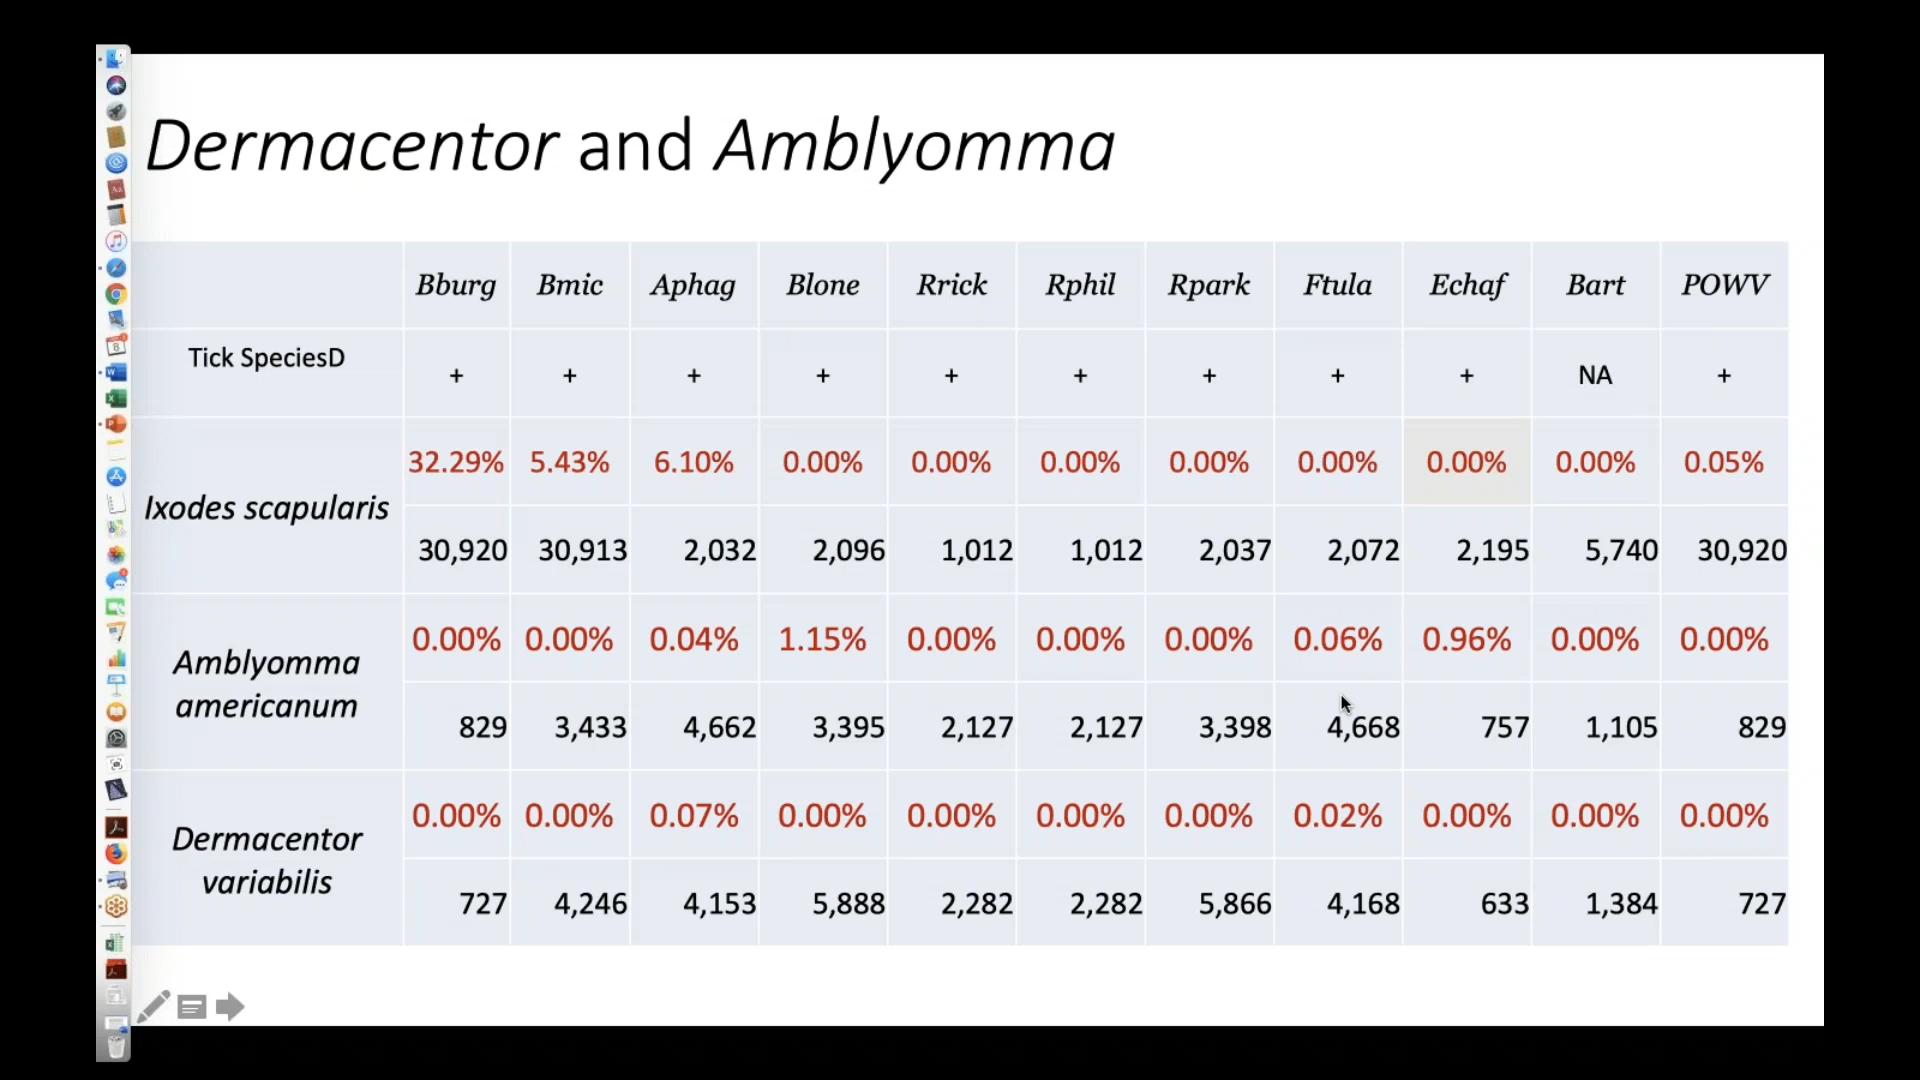 Dermacentor and Amblyomma
Bburg Bmic Aphag Blone Rrick Rphil Rpark Ftula Echaf Bart POWV
Tick SpeciesD + + + + + + + + + NA +
Ixodes scapularis
32.29% 5.43% 6.10% 0.00% 0.00% 0.00% 0.00% 0.00% 0.00% 0.00% 0.05%
30,920 30,913 2,032 2,096 1,012 1,012 2,037 2,072 2,195 5,740 30,920
Amblyomma
americanum
0.00% 0.00% 0.04% 1.15% 0.00% 0.00% 0.00% 0.06% 0.96% 0.00% 0.00%
829 3,433 4,662 3,395 2,127 2,127 3,398 4,668 757 1,105 829
Dermacentor
variabilis
0.00% 0.00% 0.07% 0.00% 0.00% 0.00% 0.00% 0.02% 0.00% 0.00% 0.00%
727 4,246 4,153 5,888 2,282 2,282 5,866 4,168 633 1,384 727